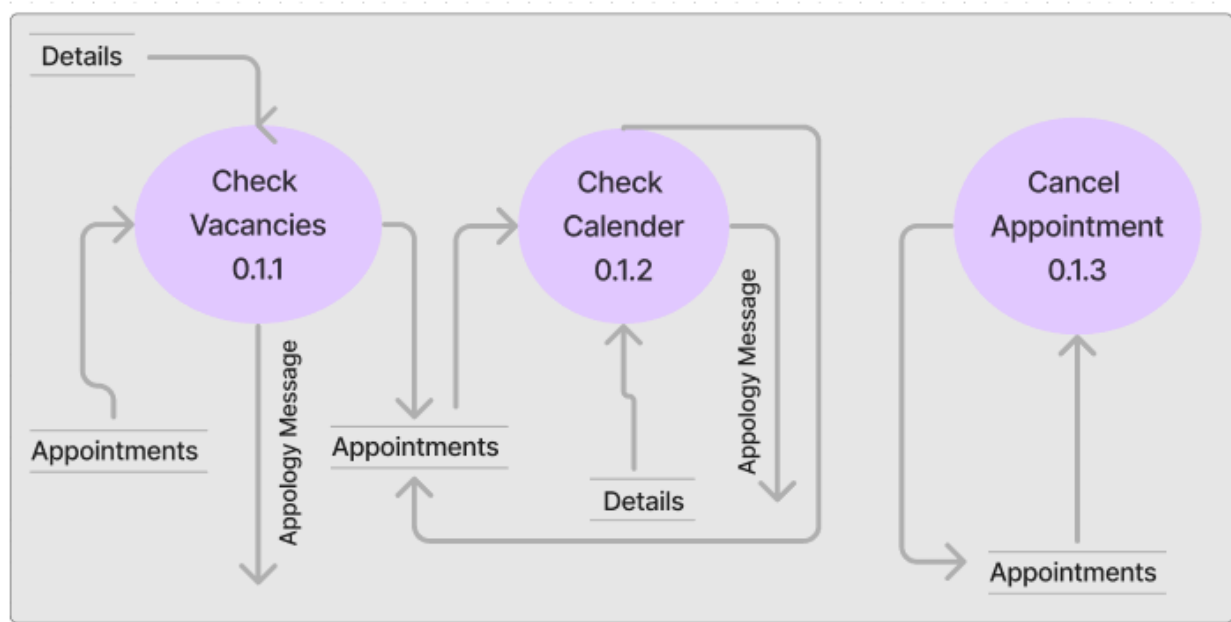 Details
Check
Vacancies
0.1.1
Check
Calender
0.1.2
Cancel
Appointment
0.1.3
Appology Message
Appology Message
Appointments
Appointments
Details
Appointments